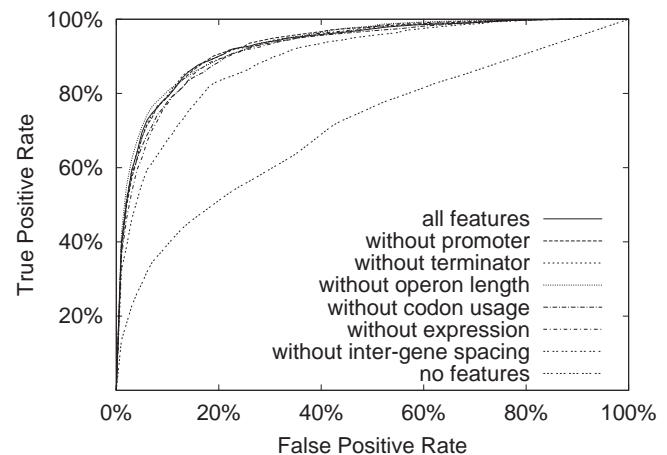 100%
80%
60%
40%
20%
True Positive Rate
all features
without promoter
without terminator
without operon length
without codon usage
without expression
without inter-gene spacing
no features
0% 20% 40% 60% 80% 100%
False Positive Rate